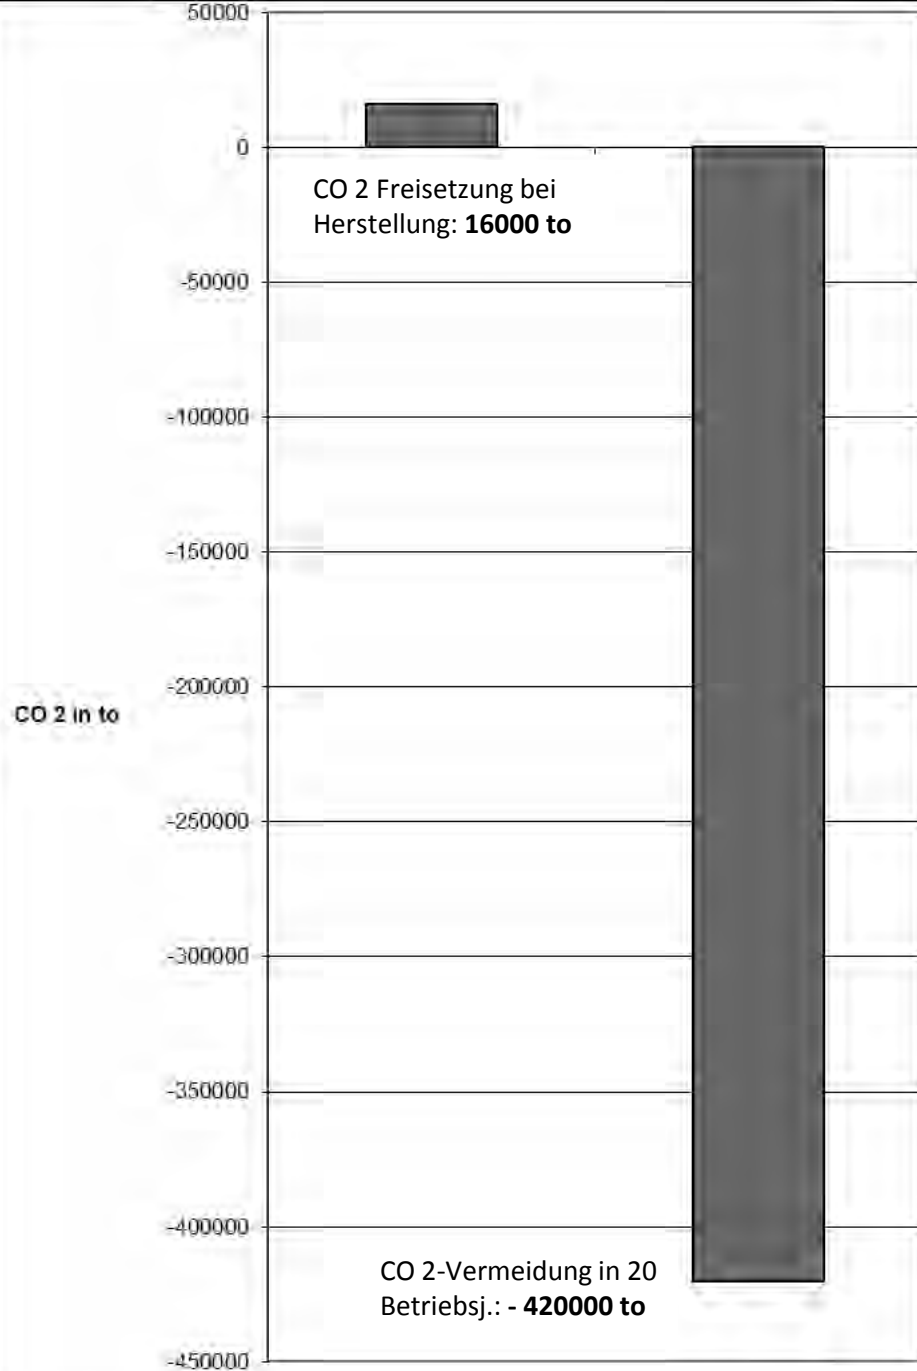 50000
0
CO 2 Freisetzung bei
Herstellung: 16000 to
-50000
-100000
-150000
-200000
CO 2 in to
-250000
-300000
-350000
-400000
CO 2-Vermeidung in 20
Betriebsj.: - 420000 to
-450000